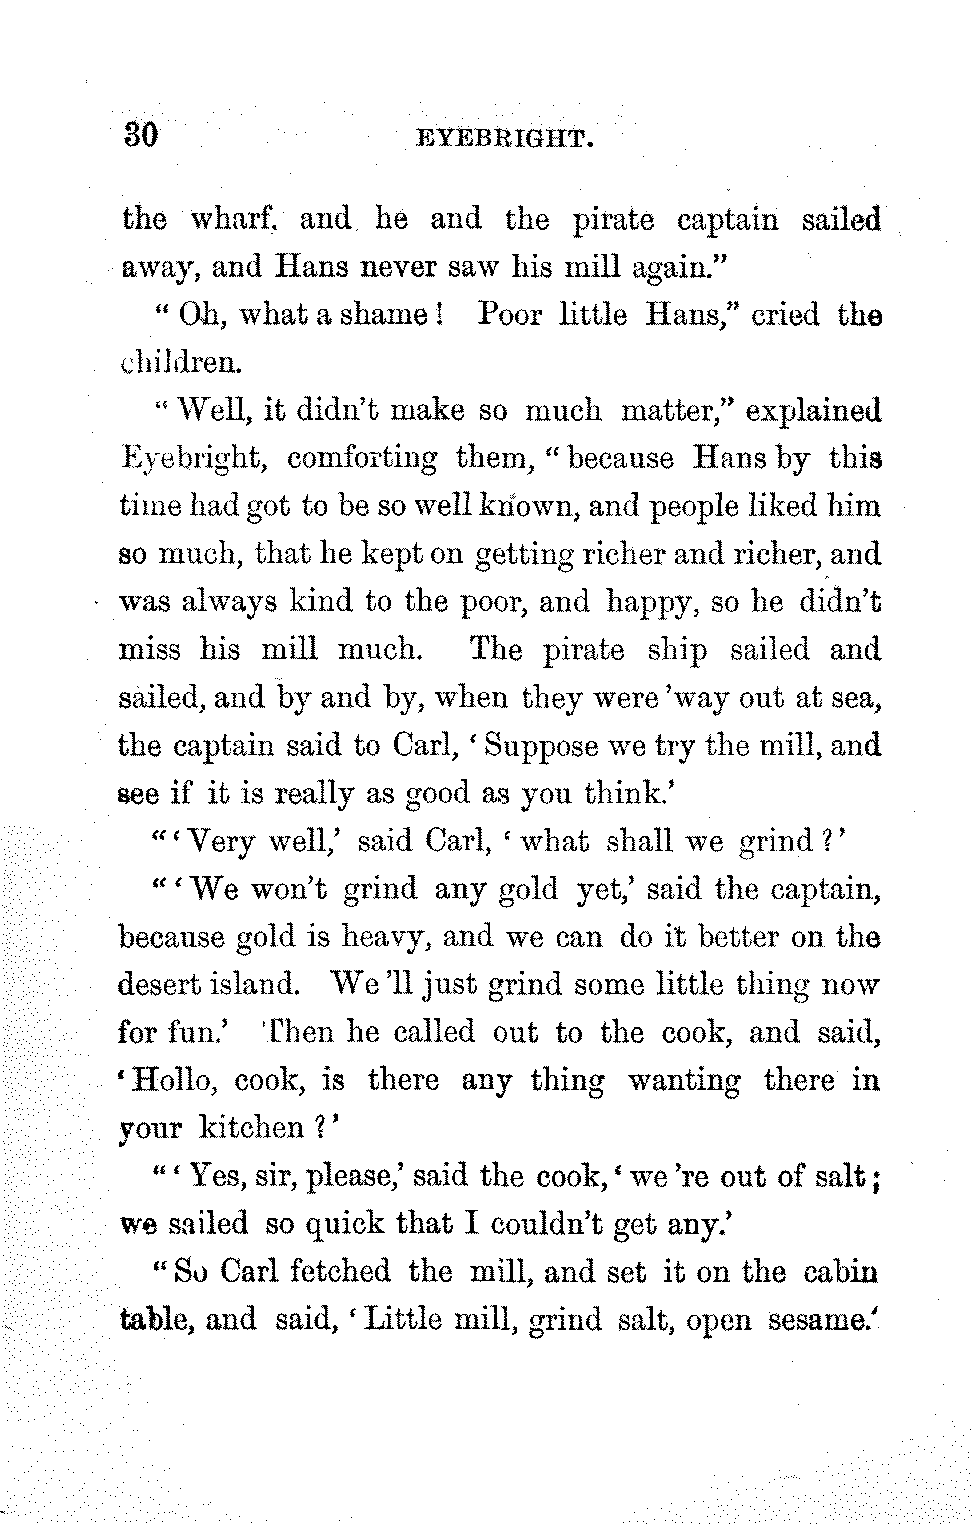 30 EYEBRIGHT.
the wharf, and he and the pirate captain sailed
away, and Hans never saw his mill again."
"Oh, what a shame! Poor little Hans," cried the
children.
"Well, it didn't make so much matter," explained
Eyebright, comforting them, "because Hans by this
time had got to be so well known, and people liked him
so much, that he kept on getting richer and richer, and
was always kind to the poor, and happy, so he didn't
miss his mill much. The pirate ship sailed and
sailed, and by and by, when they were 'way out at sea,
the captain said to Carl, 'Suppose we try the mill, and
see if it is really as good as you think.'
"'Very well,' said Carl, 'what shall we grind?'
"'We won't grind any gold yet,' said the captain,
because gold is heavy, and we can do it better on the
desert island. We'll just grind some little thing now
for fun.' Then he called out to the cook, and said,
'Hollo, cook, is there any thing wanting there in
your kitchen?'
"'Yes, sir, please,' said the cook, 'we're out of salt;
we sailed so quick that I couldn't get any.'
"So Carl fetched the mill, and set it on the cabin
table, and said, 'Little mill, grind salt, open sesame.'